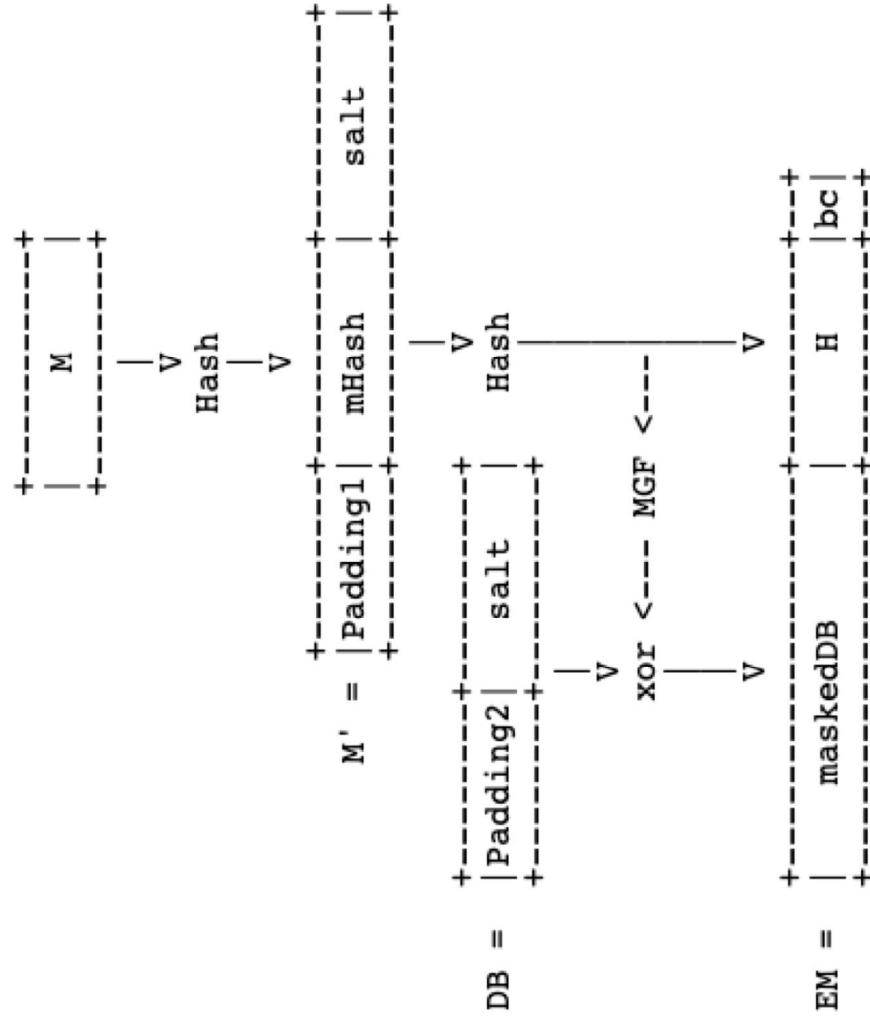 +-----------+
|     M     |
+-----------+
|
V
Hash
|
V
+--------+----------+----------+
M' = |Padding1|  mHash   |   salt   |
+--------+----------+----------+
|
+--------+----------+         V
DB = |Padding2|   salt   |       Hash
+--------+----------+         |
|                   |
V                   |
xor <--- MGF <---|
|                   |
|                   |
V                   V
+-------------------+----------+--+
EM = |     maskedDB      |    H     |bc|
+-------------------+----------+--+